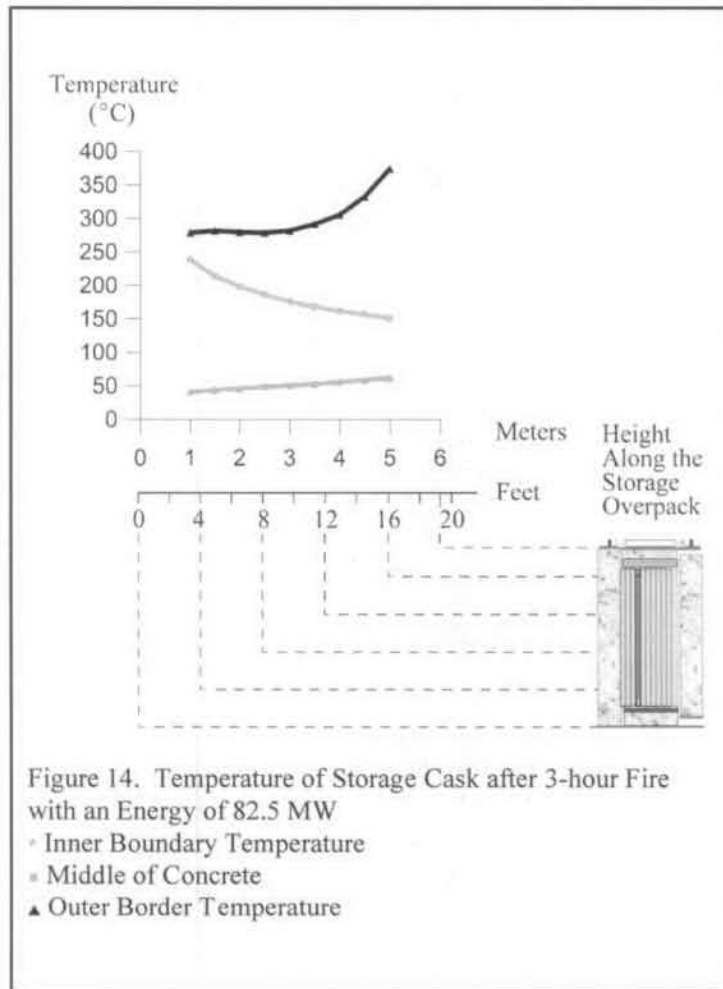 Temperature
(°C)
400
350
300
250
200
150
100
50
0
0 1 2 3 4 5 6
Meters
Feet
0 4 8 12 16 20
Height
Along the
Storage
Overpack
Figure 14. Temperature of Storage Cask after 3-hour Fire
with an Energy of 82.5 MW
Inner Boundary Temperature
Middle of Concrete
Outer Border Temperature